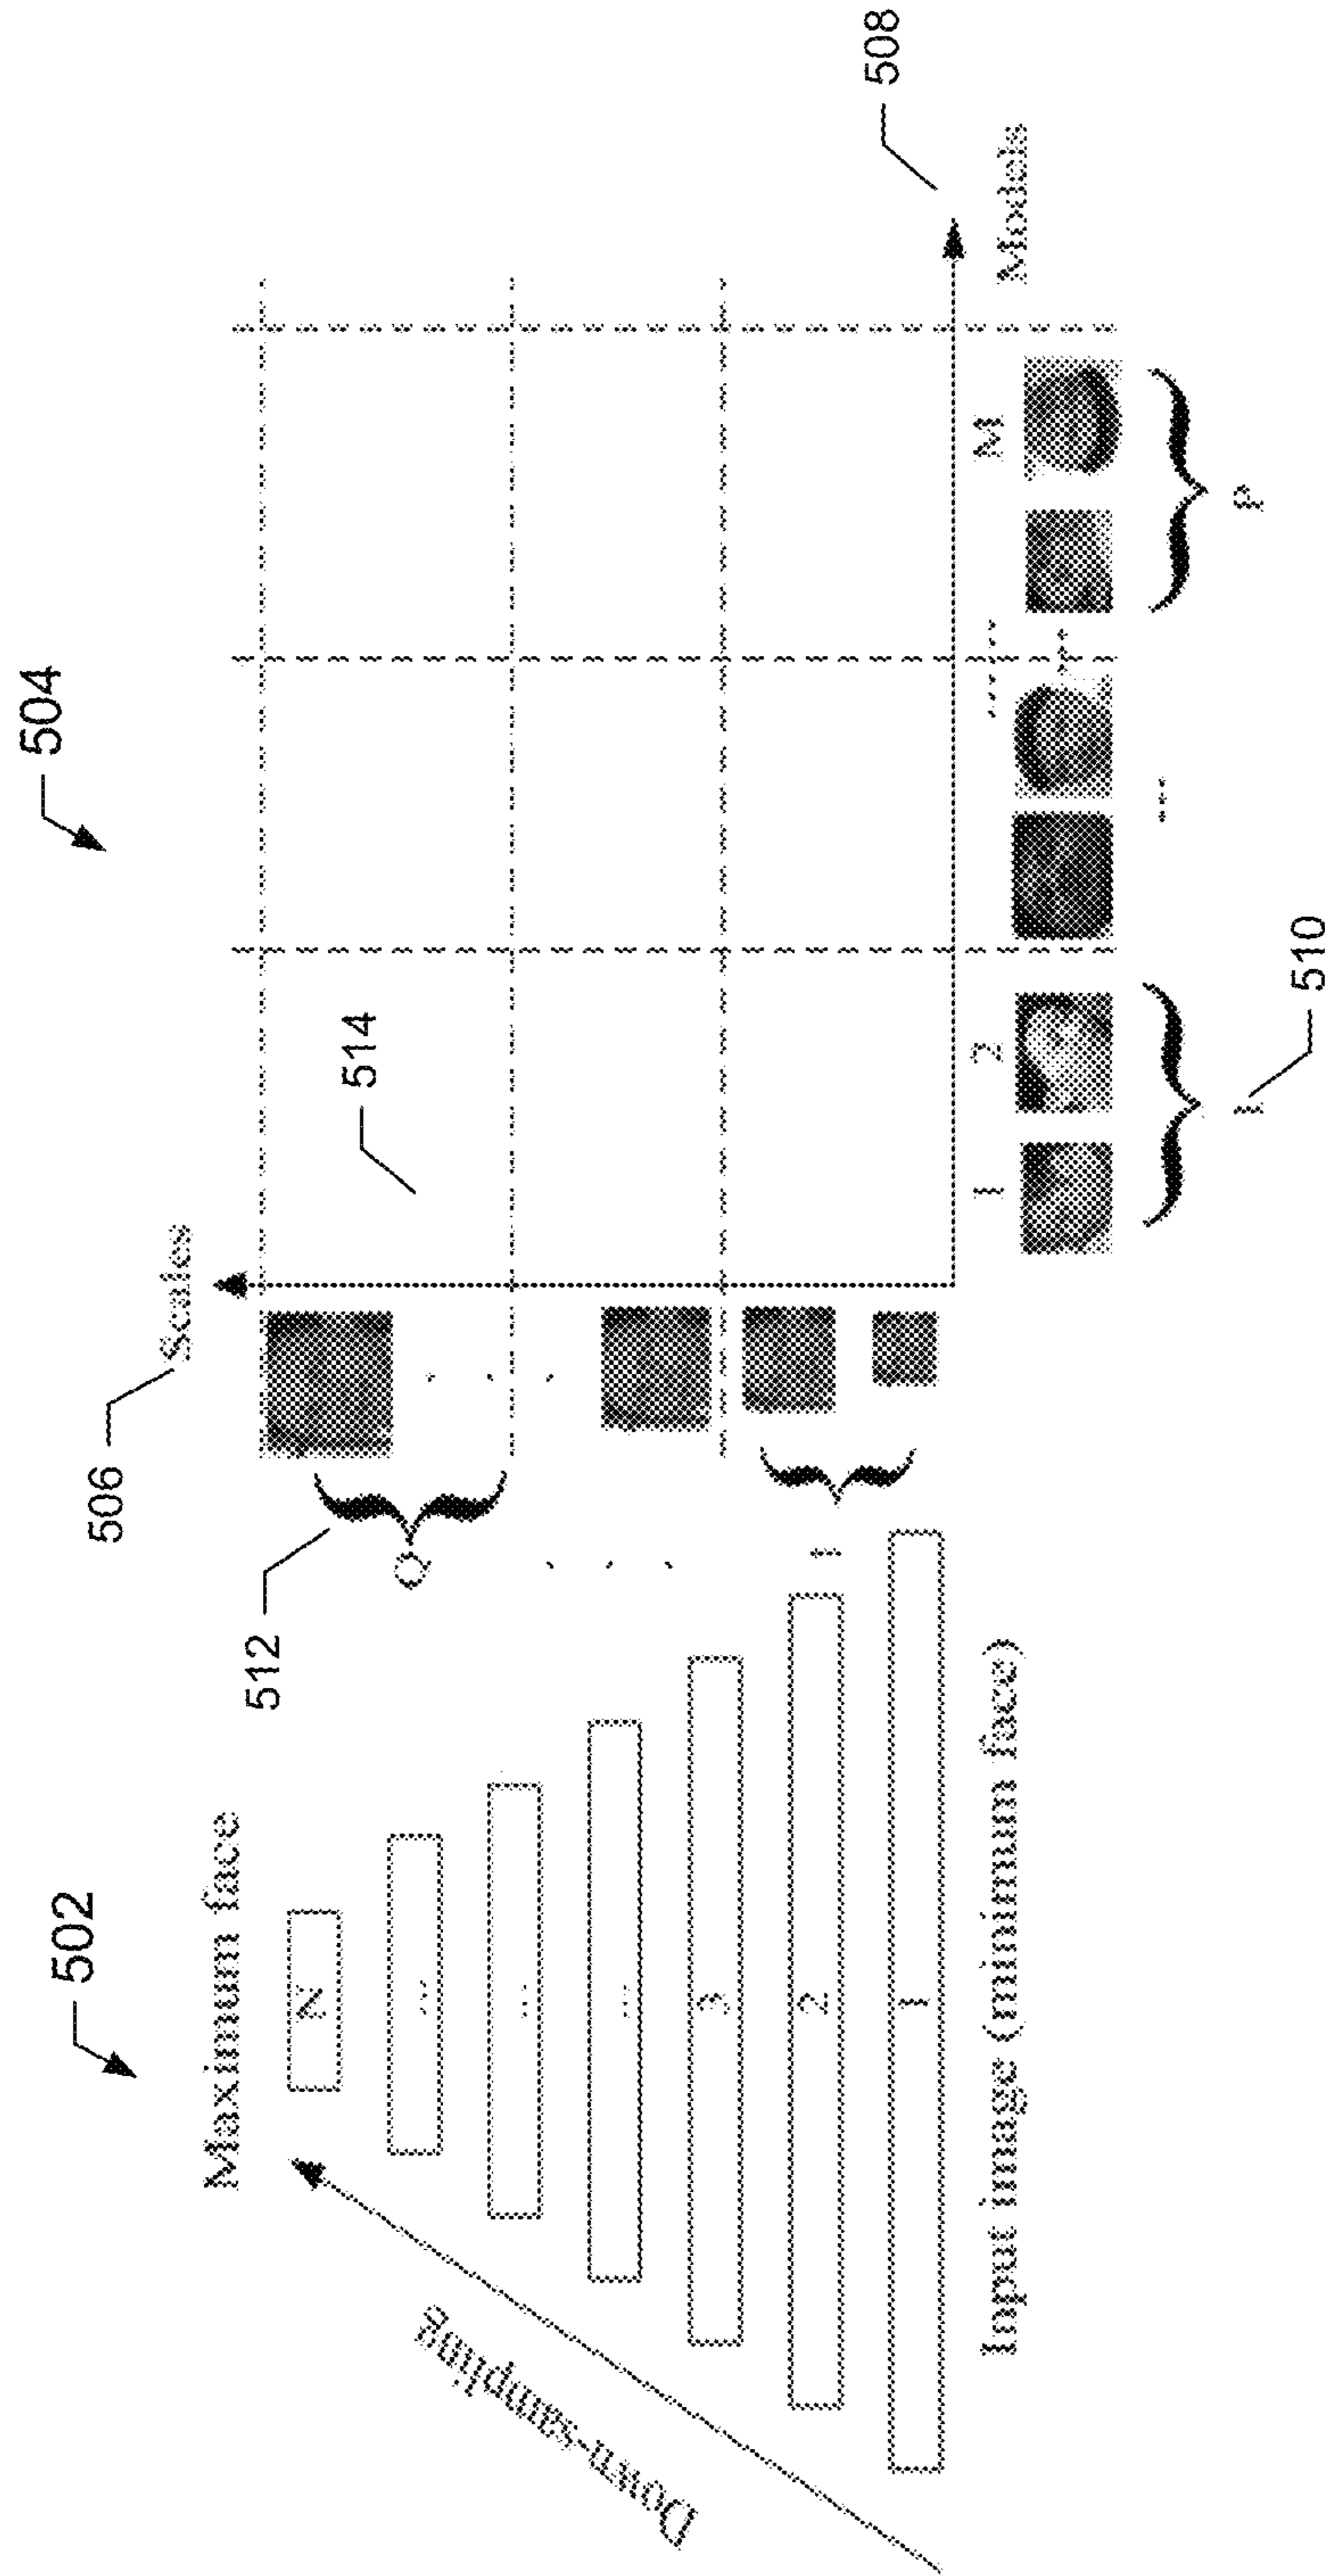 502
504
Maximum face
506
Scales
Down-sampling
N
...
...
...
3
2
1
Input image (minimum face)
512
Q
. . .
1
. . .
514
508
Models
1
2
......
M
...
1
...
P
510